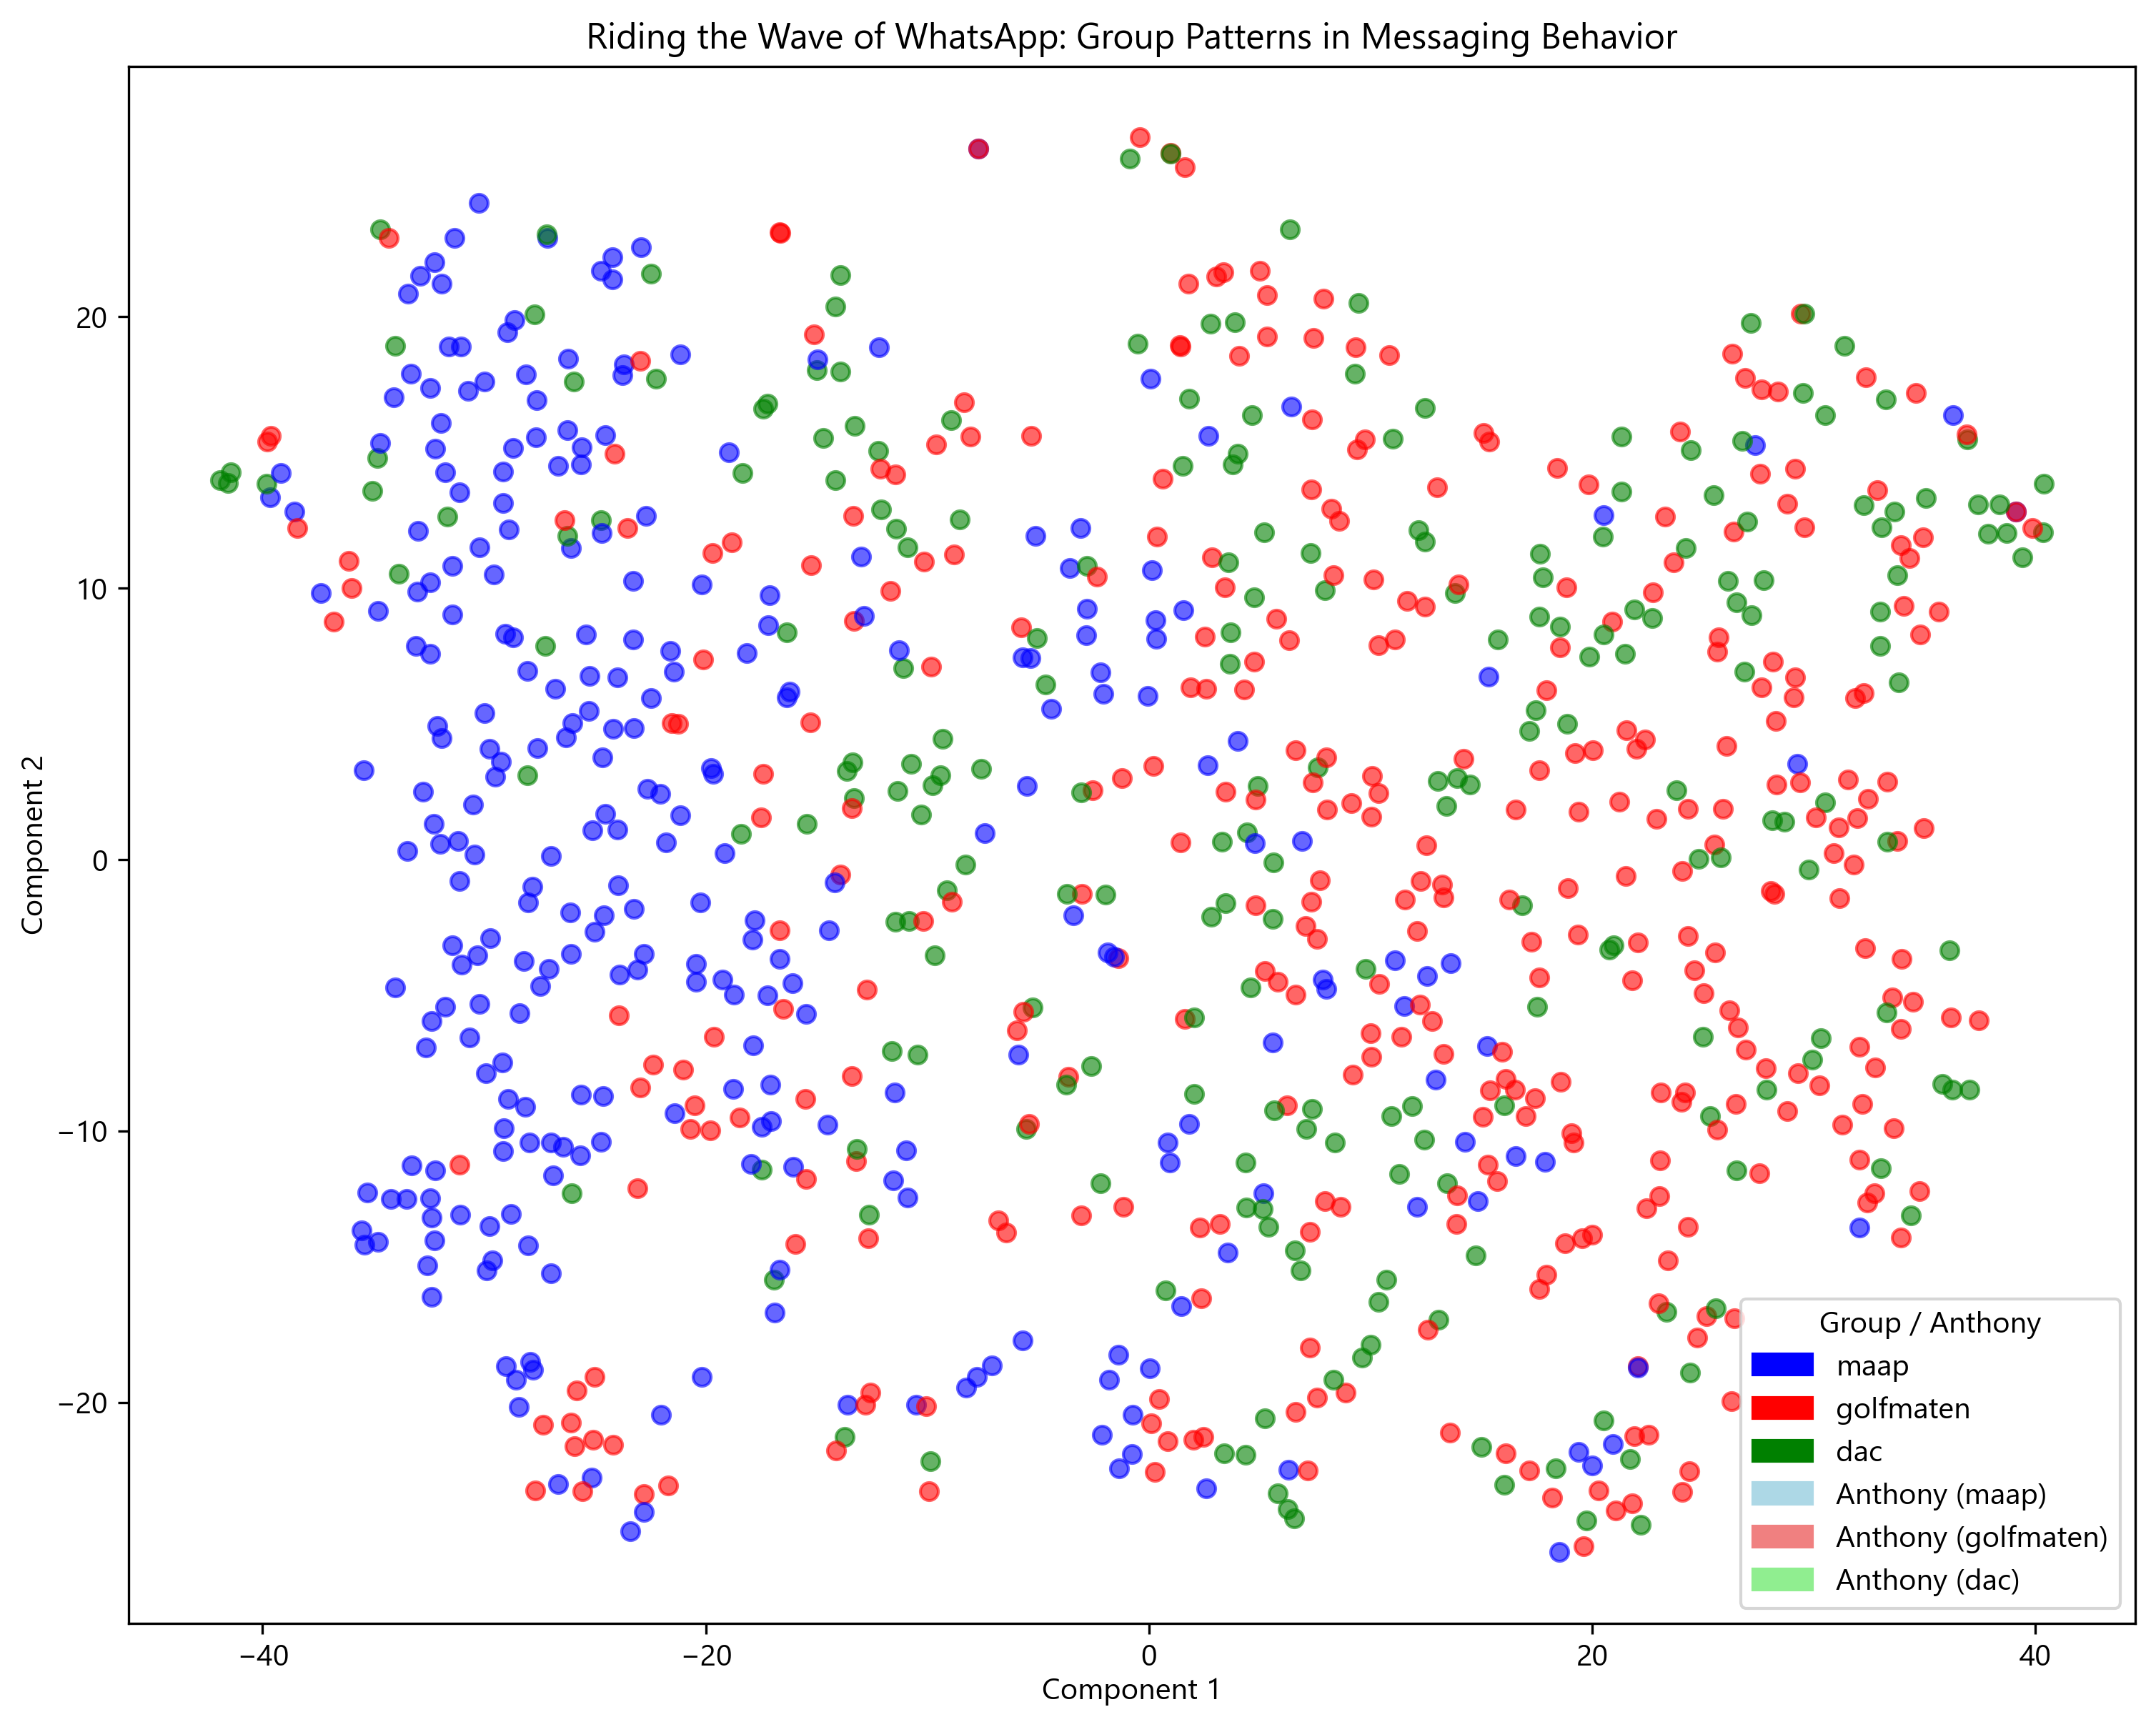 Riding the Wave of WhatsApp: Group Patterns in Messaging Behavior
Component 2
20
10
0
−10
−20
−40
−20
0
20
40
Component 1
Group / Anthony
maap
golfmaten
dac
Anthony (maap)
Anthony (golfmaten)
Anthony (dac)